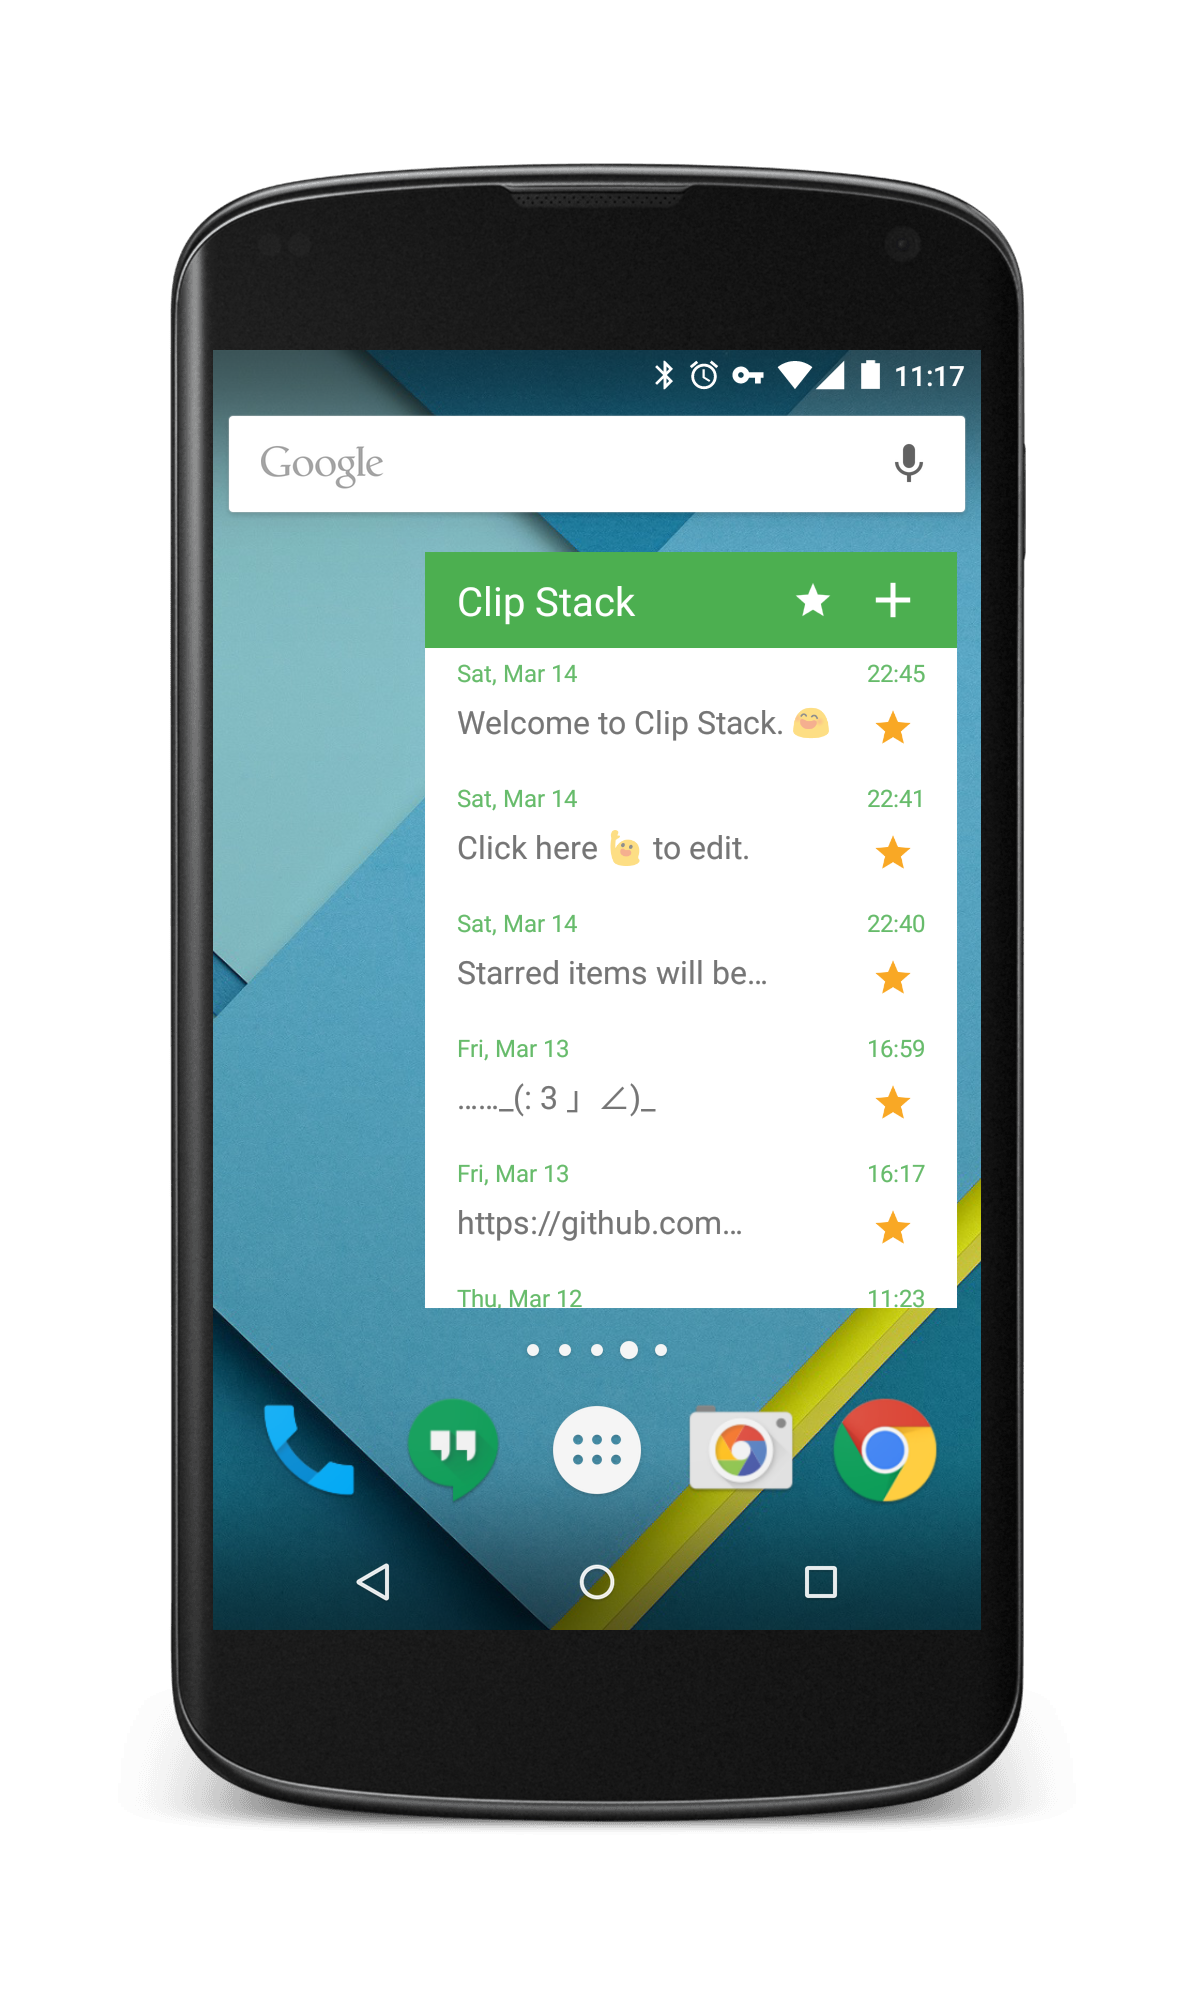 11:17
Google
Clip Stack
Sat, Mar 14 22:45
Welcome to Clip Stack. 😄
Sat, Mar 14 22:41
Click here 🙋 to edit.
Sat, Mar 14 22:40
Starred items will be…
Fri, Mar 13 16:59
……_(: 3 」∠)_
Fri, Mar 13 16:17
https://github.com…
Thu, Mar 12 11:23